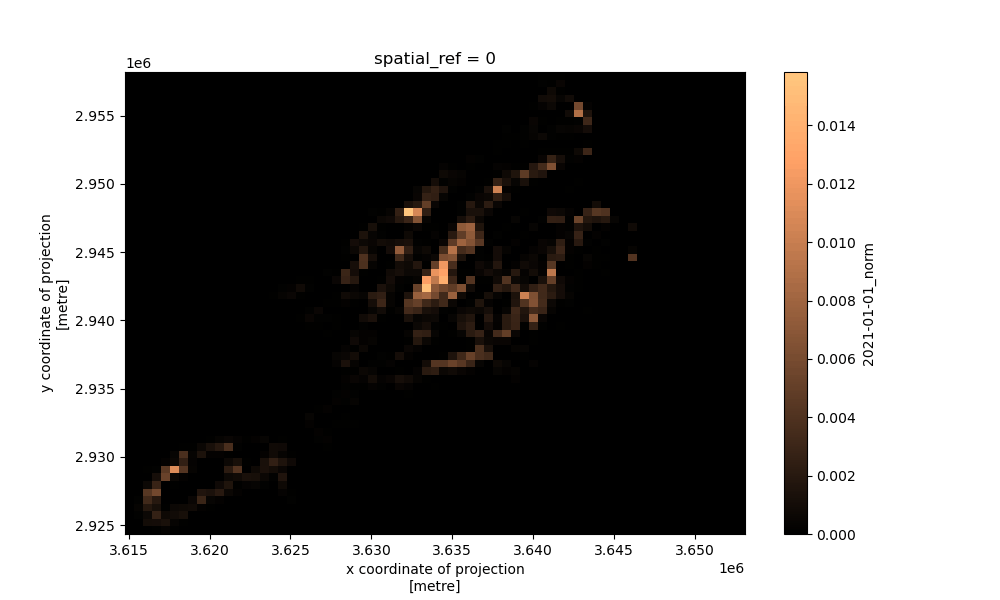 spatial_ref = 0
1e6
2.955
2.950
2.945
2.940
2.935
2.930
2.925
y coordinate of projection
[metre]
3.615
3.620
3.625
3.630
3.635
3.640
3.645
3.650
1e6
x coordinate of projection
[metre]
0.014
0.012
0.010
0.008
0.006
0.004
0.002
0.000
2021-01-01_norm